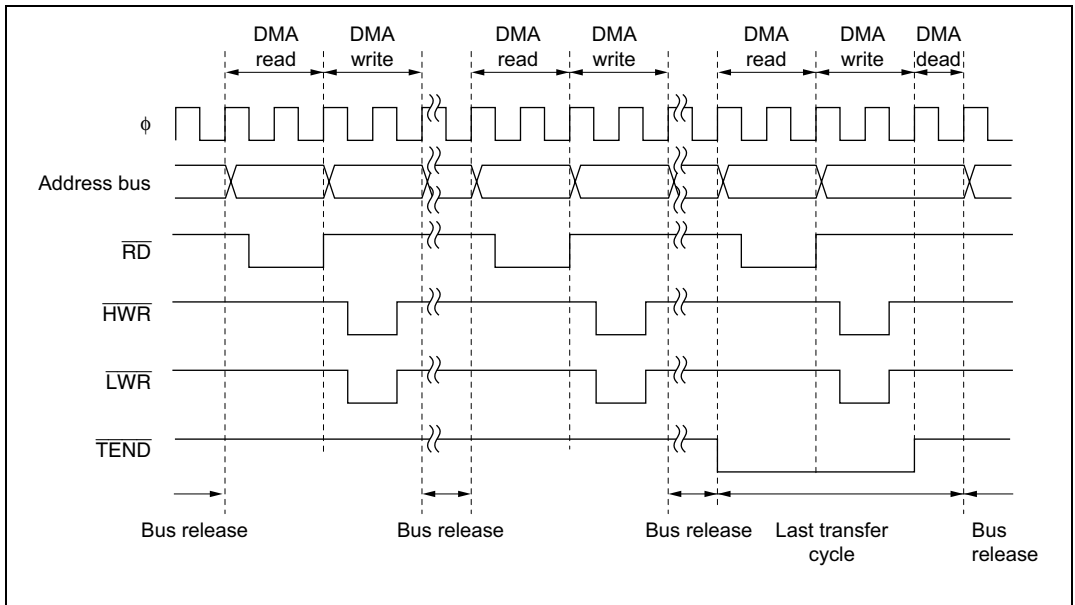 DMA read
DMA write
DMA read
DMA write
DMA read
DMA write
DMA dead
φ
Address bus
RD
HWR
LWR
TEND
Bus release
Bus release
Bus release
Last transfer cycle
Bus release